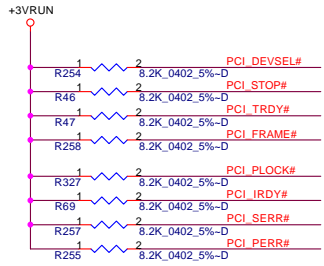 +3VRUN
1 2 PCI_DEVSEL#
R254 8.2K_0402_5%~D
1 2 PCI_STOP#
R46 8.2K_0402_5%~D
1 2 PCI_TRDY#
R47 8.2K_0402_5%~D
1 2 PCI_FRAME#
R258 8.2K_0402_5%~D
1 2 PCI_PLOCK#
R327 8.2K_0402_5%~D
1 2 PCI_IRDY#
R69 8.2K_0402_5%~D
1 2 PCI_SERR#
R257 8.2K_0402_5%~D
1 2 PCI_PERR#
R255 8.2K_0402_5%~D